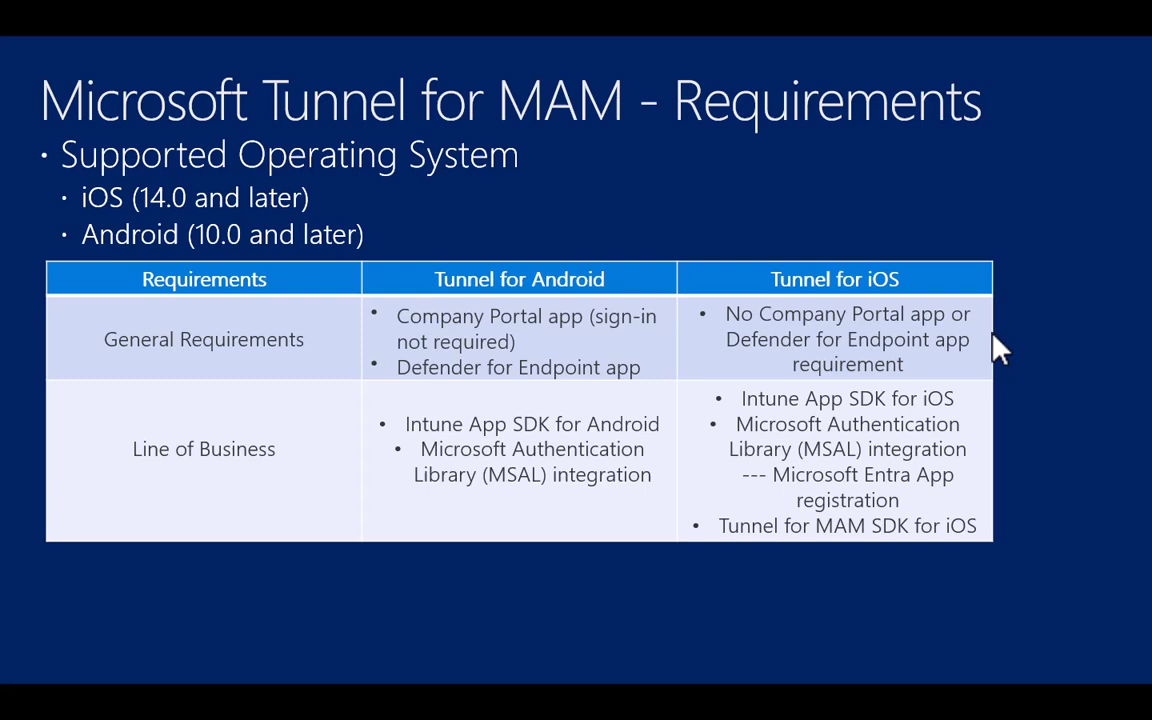 Microsoft Tunnel for MAM - Requirements
• Supported Operating System
• iOS (14.0 and later)
• Android (10.0 and later)
Requirements
Tunnel for Android
Tunnel for iOS
General Requirements
• Company Portal app (sign-in
not required)
• Defender for Endpoint app
• No Company Portal app or
Defender for Endpoint app
requirement
Line of Business
• Intune App SDK for Android
• Microsoft Authentication
Library (MSAL) integration
• Intune App SDK for iOS
• Microsoft Authentication
Library (MSAL) integration
--- Microsoft Entra App
registration
• Tunnel for MAM SDK for iOS